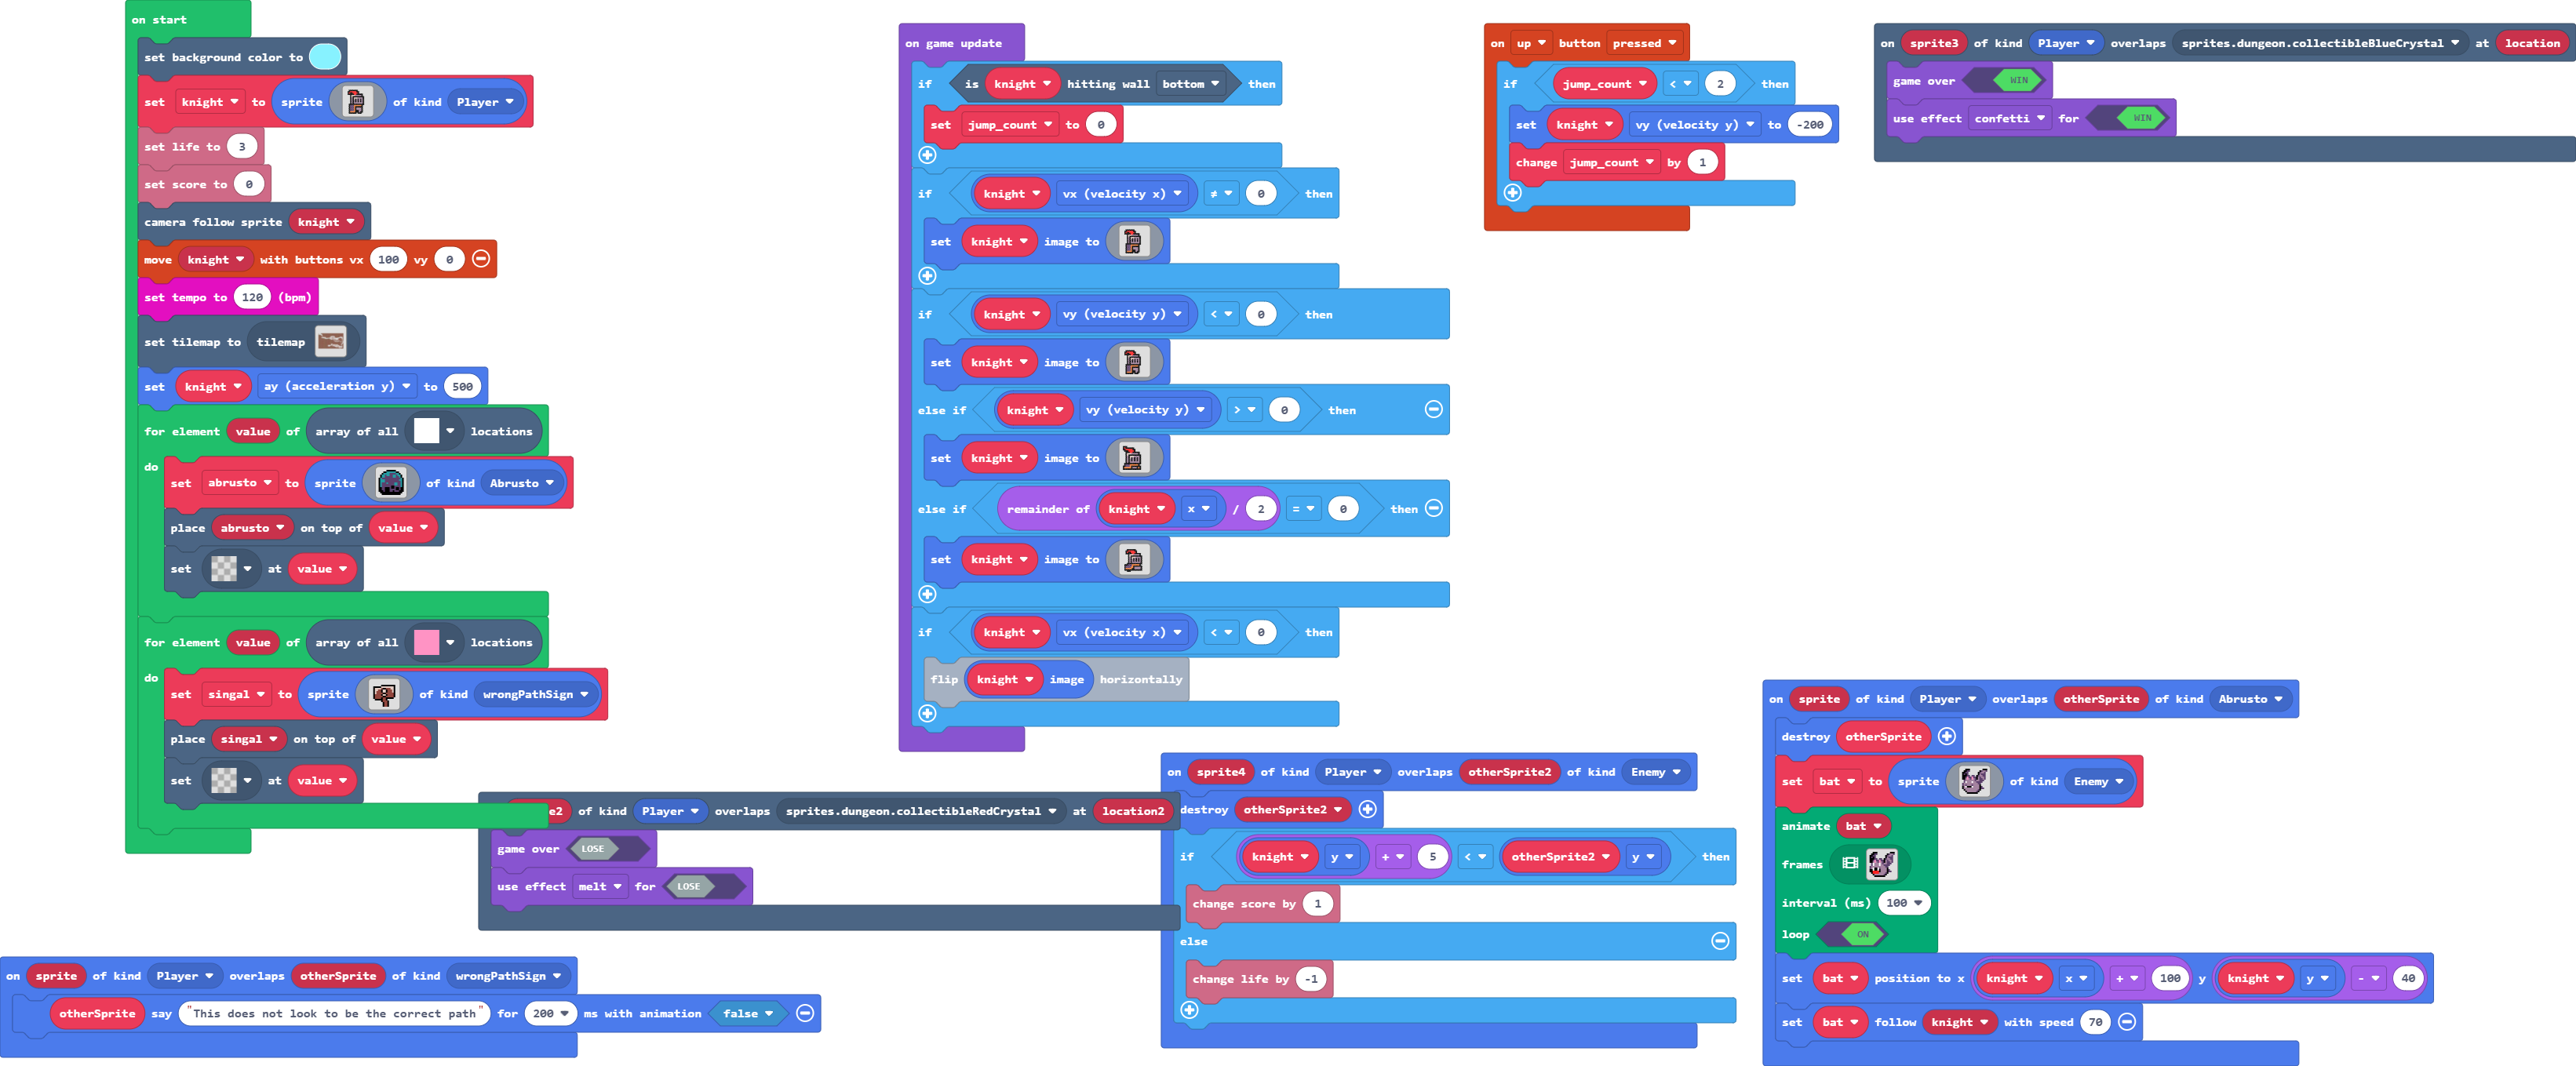 on start
set background color to
set knight to sprite of kind Player
set life to 3
set score to 0
camera follow sprite knight
move knight with buttons vx 100 vy 0
set tempo to 120 (bpm)
set tilemap to tilemap
set knight ay (acceleration y) to 500
for element value of array of all locations
do
set abrusto to sprite of kind Abrusto
place abrusto on top of value
set at value
for element value of array of all locations
do
set singal to sprite of kind wrongPathSign
place singal on top of value
set at value
on game update
if is knight hitting wall bottom then
set jump_count to 0
if knight vx (velocity x) ≠ 0 then
set knight image to
if knight vy (velocity y) < 0 then
set knight image to
else if knight vy (velocity y) > 0 then
set knight image to
else if remainder of knight x / 2 = 0 then
set knight image to
if knight vx (velocity x) < 0 then
flip knight image horizontally
on up button pressed
if jump_count < 2 then
set knight vy (velocity y) to -200
change jump_count by 1
on sprite3 of kind Player overlaps sprites.dungeon.collectibleBlueCrystal at location
game over WIN
use effect confetti for WIN
e2 of kind Player overlaps sprites.dungeon.collectibleRedCrystal at location2
game over LOSE
use effect melt for LOSE
on sprite of kind Player overlaps otherSprite of kind wrongPathSign
otherSprite say "This does not look to be the correct path" for 200 ms with animation false
on sprite4 of kind Player overlaps otherSprite2 of kind Enemy
destroy otherSprite2
if knight y + 5 < otherSprite2 y then
change score by 1
else
change life by -1
on sprite of kind Player overlaps otherSprite of kind Abrusto
destroy otherSprite
set bat to sprite of kind Enemy
animate bat
frames
interval (ms) 100
loop ON
set bat position to x knight x + 100 y knight y - 40
set bat follow knight with speed 70